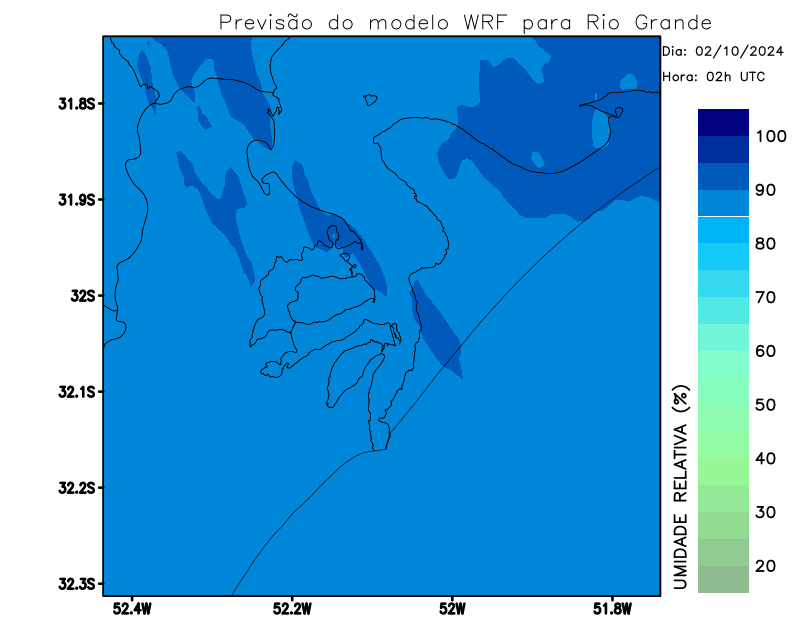 Previsão do modelo WRF para Rio Grande
Dia: 02/10/2024
Hora: 02h UTC
31.8S
31.9S
32S
32.1S
32.2S
32.3S
52.4W
52.2W
52W
51.8W
100
90
80
70
60
50
40
30
20
UMIDADE RELATIVA (%)